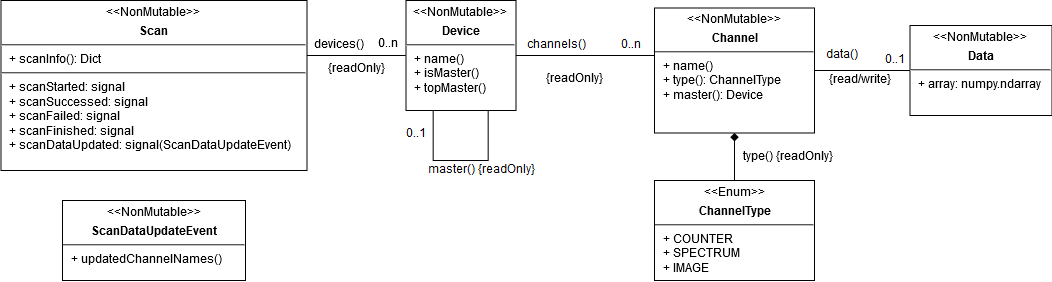 <<NonMutable>>
Scan
+ scanInfo(): Dict
+ scanStarted: signal
+ scanSuccessed: signal
+ scanFailed: signal
+ scanFinished: signal
+ scanDataUpdated: signal(ScanDataUpdateEvent)
devices()
0..n
{readOnly}
<<NonMutable>>
Device
+ name()
+ isMaster()
+ topMaster()
0..1
master() {readOnly}
channels()
0..n
{readOnly}
<<NonMutable>>
Channel
+ name()
+ type(): ChannelType
+ master(): Device
data()
0..1
{read/write}
<<NonMutable>>
Data
+ array: numpy.ndarray
type() {readOnly}
<<Enum>>
ChannelType
+ COUNTER
+ SPECTRUM
+ IMAGE
<<NonMutable>>
ScanDataUpdateEvent
+ updatedChannelNames()